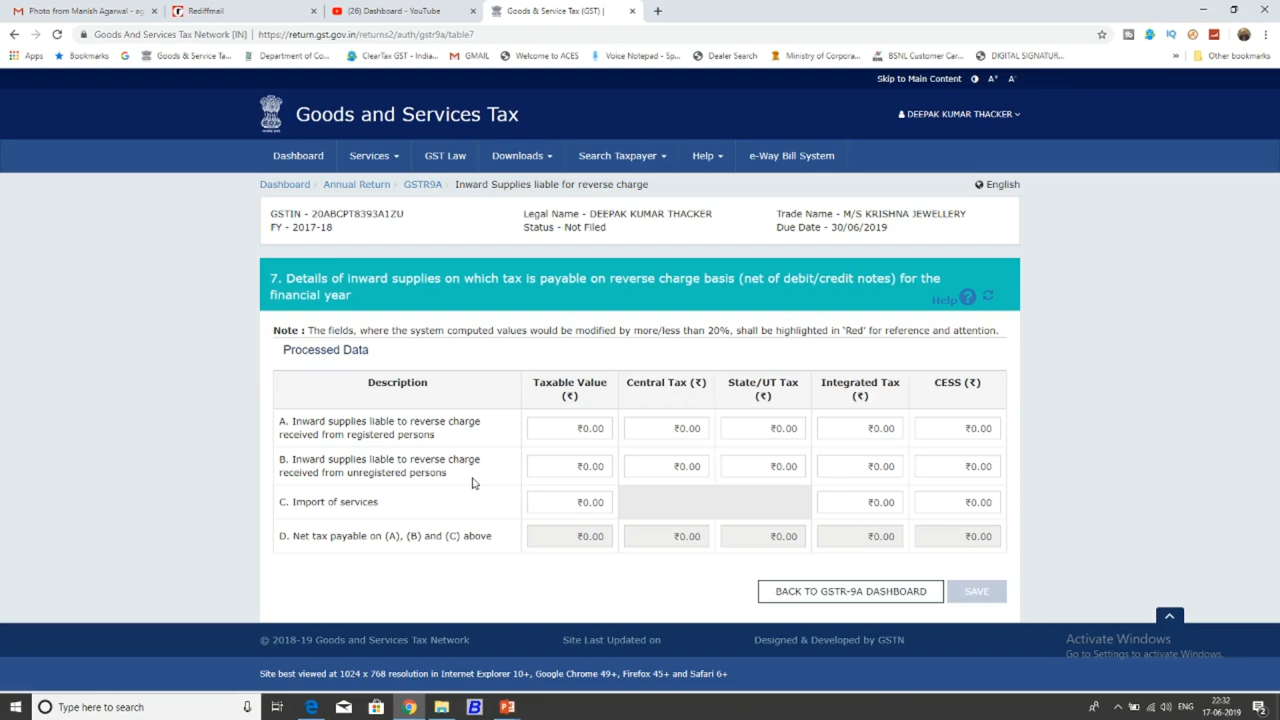 Photo from Manish Agarwal - ag
Rediffmail
(26) Dashboard - YouTube
Goods & Service Tax (GST) |
Goods And Services Tax Network [IN] | https://return.gst.gov.in/returns2/auth/gstr9a/table7
Apps Bookmarks Goods & Service Ta... Department of Co... ClearTax GST - India... GMAIL Welcome to ACES Voice Notepad - Sp... Dealer Search Ministry of Corpora... BSNL Customer Car... DIGITAL SIGNATUR... » Other bookmarks
Skip to Main Content A+ A-
Goods and Services Tax
DEEPAK KUMAR THACKER
Dashboard Services GST Law Downloads Search Taxpayer Help e-Way Bill System
Dashboard Annual Return GSTR9A Inward Supplies liable for reverse charge English
GSTIN - 20ABCPT8393A1ZU Legal Name - DEEPAK KUMAR THACKER Trade Name - M/S KRISHNA JEWELLERY
FY - 2017-18 Status - Not Filed Due Date - 30/06/2019
7. Details of inward supplies on which tax is payable on reverse charge basis (net of debit/credit notes) for the
financial year
Help ?
Note : The fields, where the system computed values would be modified by more/less than 20%, shall be highlighted in 'Red' for reference and attention.
Processed Data
Description Taxable Value (₹) Central Tax (₹) State/UT Tax (₹) Integrated Tax (₹) CESS (₹)
A. Inward supplies liable to reverse charge
received from registered persons ₹0.00 ₹0.00 ₹0.00 ₹0.00 ₹0.00
B. Inward supplies liable to reverse charge
received from unregistered persons ₹0.00 ₹0.00 ₹0.00 ₹0.00 ₹0.00
C. Import of services ₹0.00 ₹0.00 ₹0.00
D. Net tax payable on (A), (B) and (C) above ₹0.00 ₹0.00 ₹0.00 ₹0.00 ₹0.00
BACK TO GSTR-9A DASHBOARD SAVE
© 2018-19 Goods and Services Tax Network Site Last Updated on Designed & Developed by GSTN
Activate Windows
Go to Settings to activate Windows.
Site best viewed at 1024 x 768 resolution in Internet Explorer 10+, Google Chrome 49+, Firefox 45+ and Safari 6+
Type here to search
ENG
22:32
17-06-2019